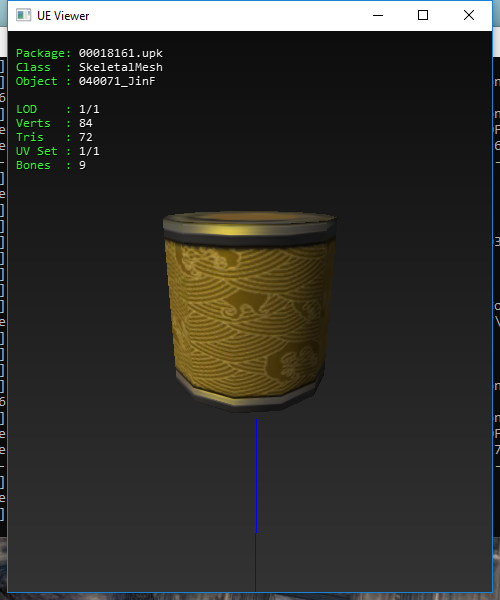 UE Viewer
Package: 00018161.upk
Class : SkeletalMesh
Object : 040071_JinF
LOD : 1/1
Verts : 84
Tris : 72
UV Set : 1/1
Bones : 9